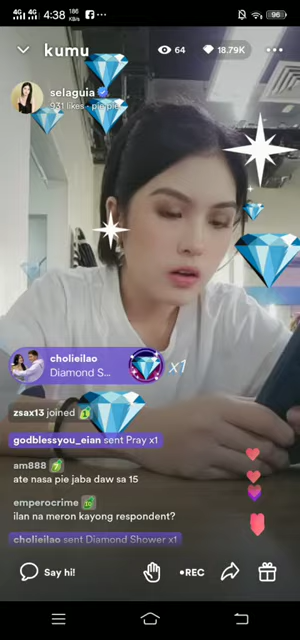 4G 4G 4:38 186 B/s 96
kumu 64 18.79K
selaguia
931 likes · pie pie
cholieilao x1
Diamond S...
zsax13 joined
godblessyou_eian sent Pray x1
am888
ate nasa pie jaba daw sa 15
emperocrime
ilan na meron kayong respondent?
cholieilao sent Diamond Shower x1
Say hi! •REC